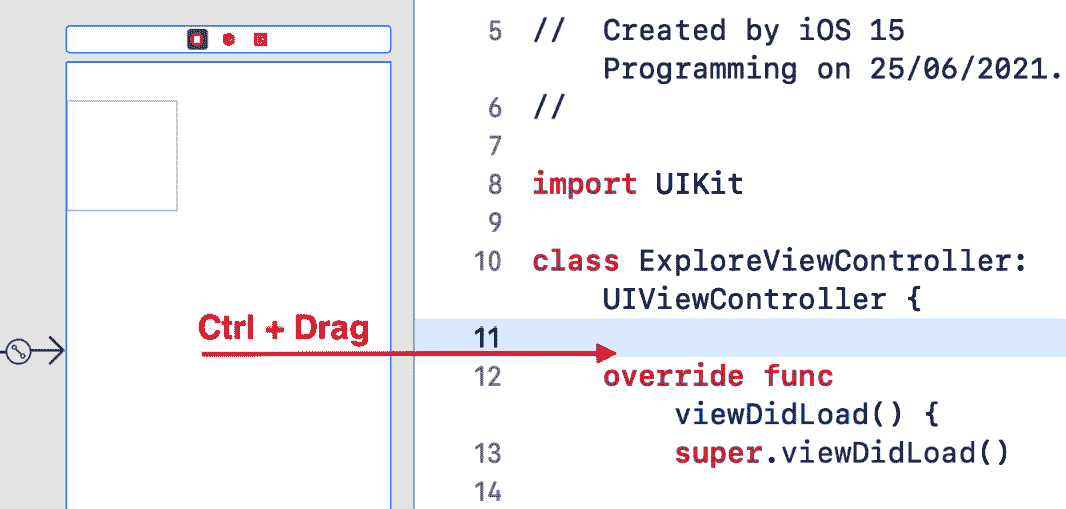 5 // Created by iOS 15
Programming on 25/06/2021.
6 //
7
8 import UIKit
9
10 class ExploreViewController:
UIViewController {
Ctrl + Drag
11
12 override func
viewDidLoad() {
13 super.viewDidLoad()
14